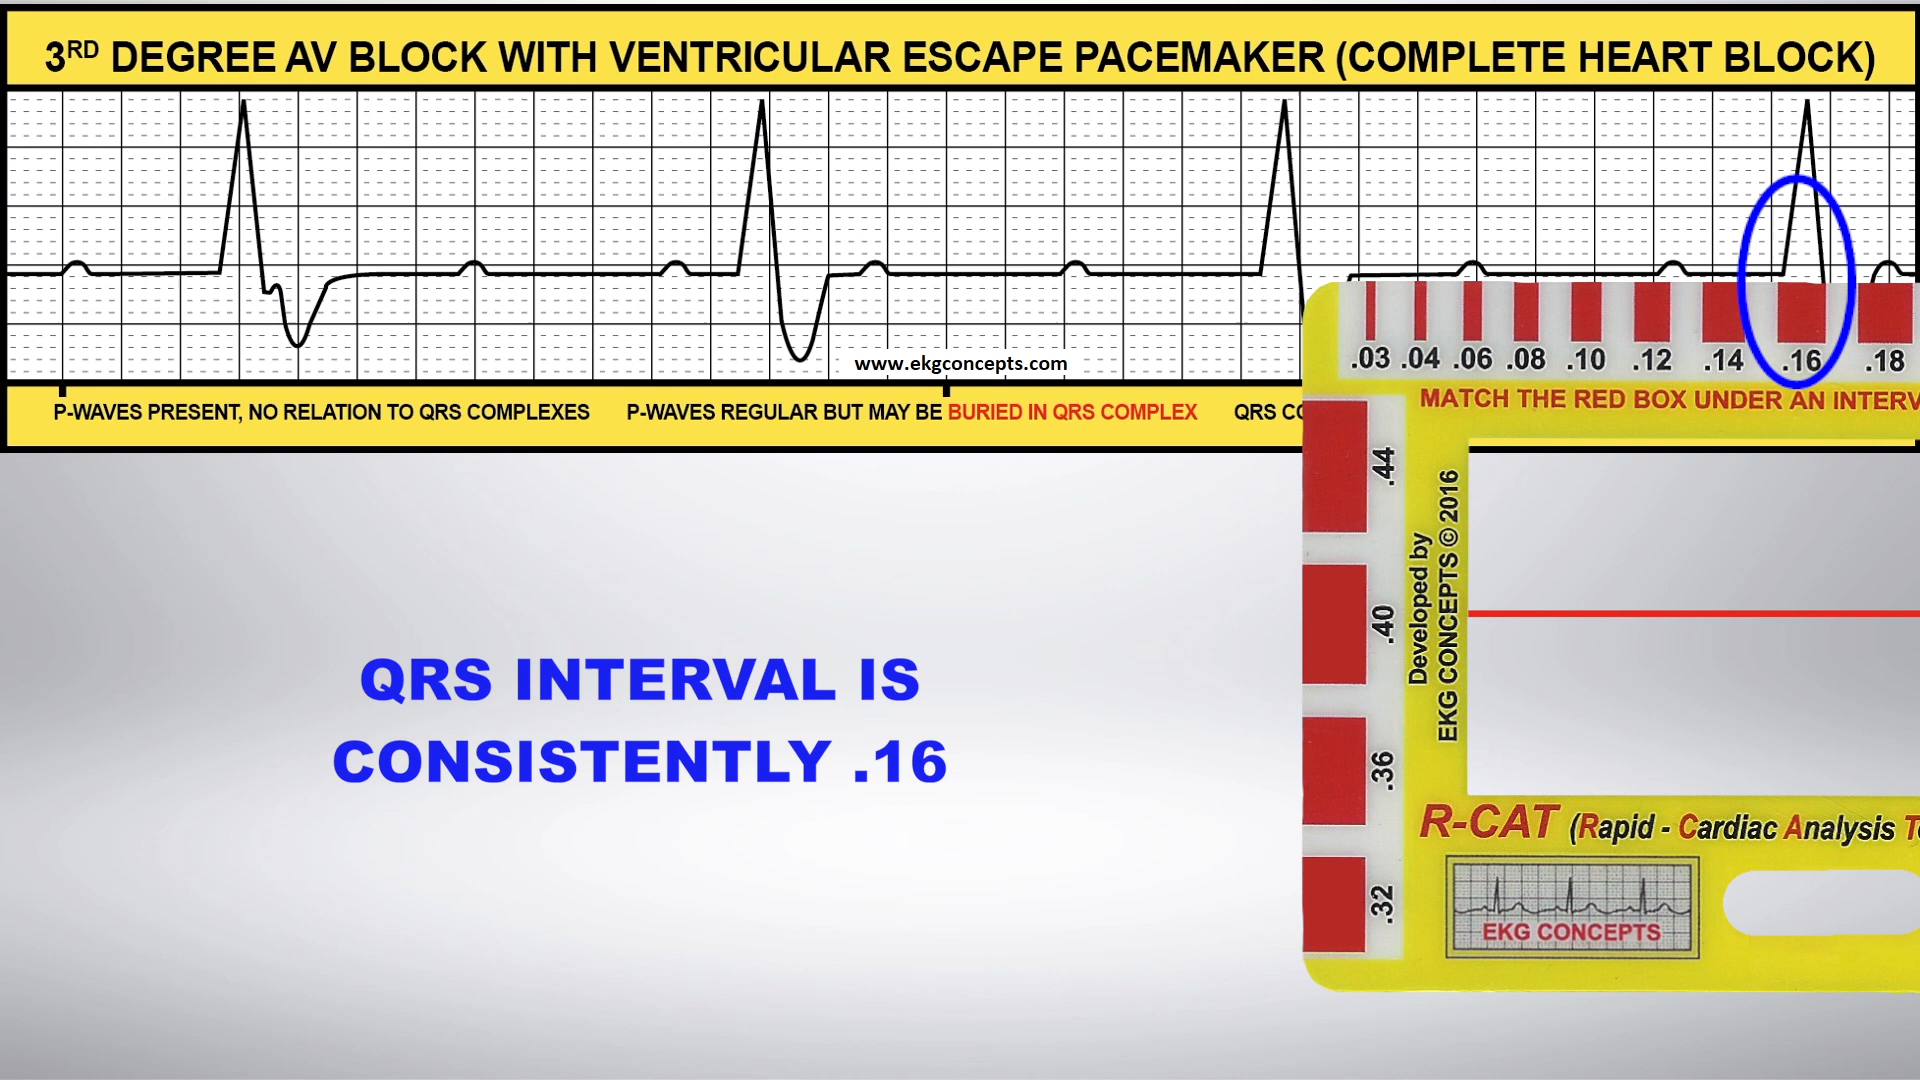 3RD DEGREE AV BLOCK WITH VENTRICULAR ESCAPE PACEMAKER (COMPLETE HEART BLOCK)
www.ekgconcepts.com
P-WAVES PRESENT, NO RELATION TO QRS COMPLEXES P-WAVES REGULAR BUT MAY BE BURIED IN QRS COMPLEX QRS
.03 .04 .06 .08 .10 .12 .14 .16 .18
MATCH THE RED BOX UNDER AN
.44
.40
.36
.32
Developed by
EKG CONCEPTS © 2016
QRS INTERVAL IS
CONSISTENTLY .16
R-CAT (Rapid - Cardiac Analysis
EKG CONCEPTS